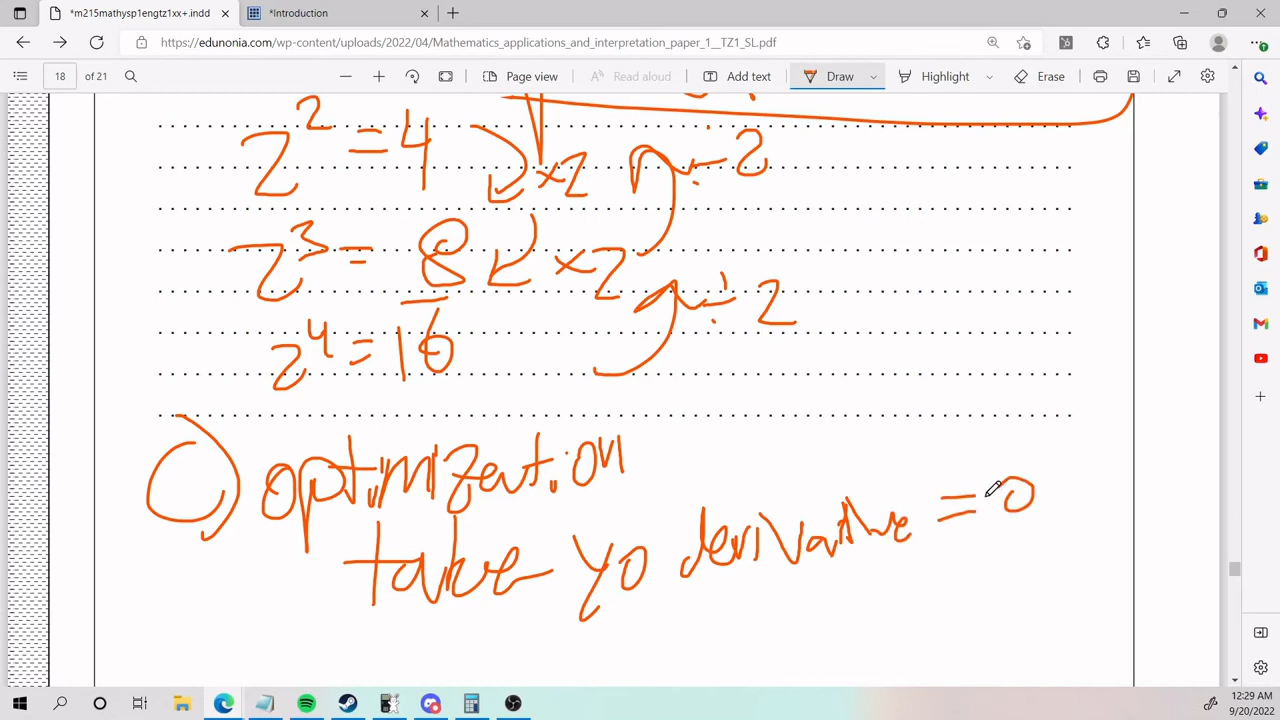 *m215mathysp1engtz1xx+.indd
*Introduction
https://edunonia.com/wp-content/uploads/2022/04/Mathematics_applications_and_interpretation_paper_1__TZ1_SL.pdf
18 of 21
Page view
Read aloud
Add text
Draw
Highlight
Erase
2² = 4 ×2 ÷2
2³ = 8 ×2 ÷2
2⁴ = 16
C) optimization
take yo derivative = 0
12:29 AM
9/20/2022